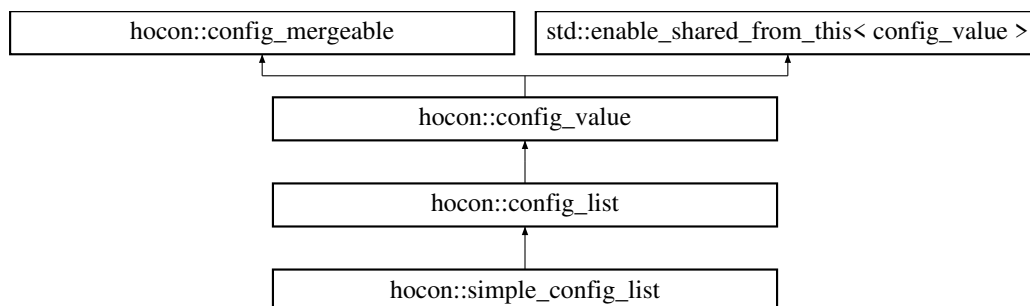 hocon::config_mergeable
std::enable_shared_from_this< config_value >
hocon::config_value
hocon::config_list
hocon::simple_config_list